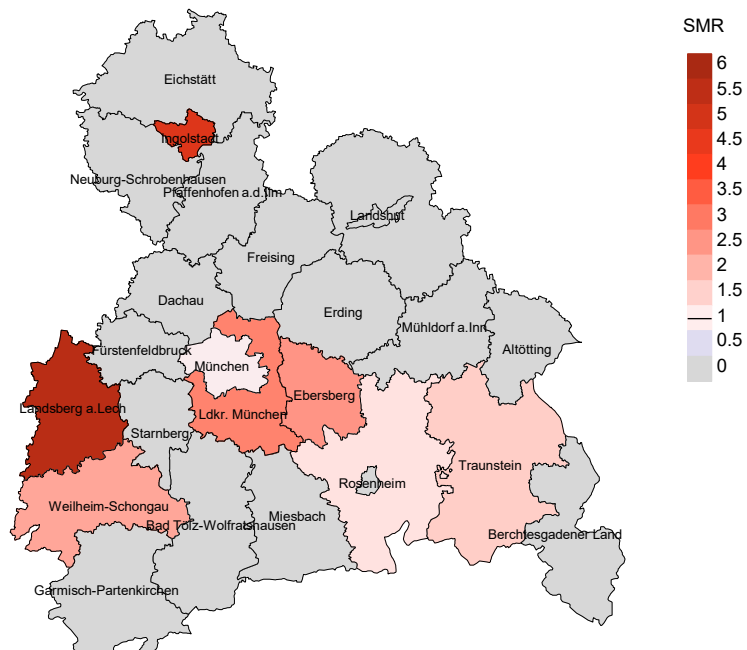 SMR
6
5.5
5
4.5
4
3.5
3
2.5
2
1.5
1
0.5
0
Eichstätt
Ingolstadt
Neuburg-Schrobenhausen
Pfaffenhofen a.d.Ilm
Landshut
Freising
Dachau
Erding
Mühldorf a.Inn
Altötting
Fürstenfeldbruck
München
Ebersberg
Landsberg a.Lech
Ldkr. München
Starnberg
Traunstein
Rosenheim
Weilheim-Schongau
Miesbach
Bad Tölz-Wolfratshausen
Berchtesgadener Land
Garmisch-Partenkirchen